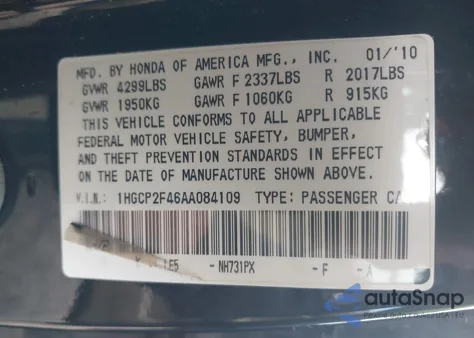 MFD. BY HONDA OF AMERICA MFG., INC. 01/'10
GVWR 4299LBS GAWR F 2337LBS R 2017LBS
GVWR 1950KG GAWR F 1060KG R 915KG
THIS VEHICLE CONFORMS TO ALL APPLICABLE
FEDERAL MOTOR VEHICLE SAFETY, BUMPER,
AND THEFT PREVENTION STANDARDS IN EFFECT
ON THE DATE OF MANUFACTURE SHOWN ABOVE.
V.I.N.: 1HGCP2F46AA084109 TYPE: PASSENGER CA
-NH731PX -F -A
autoSnap